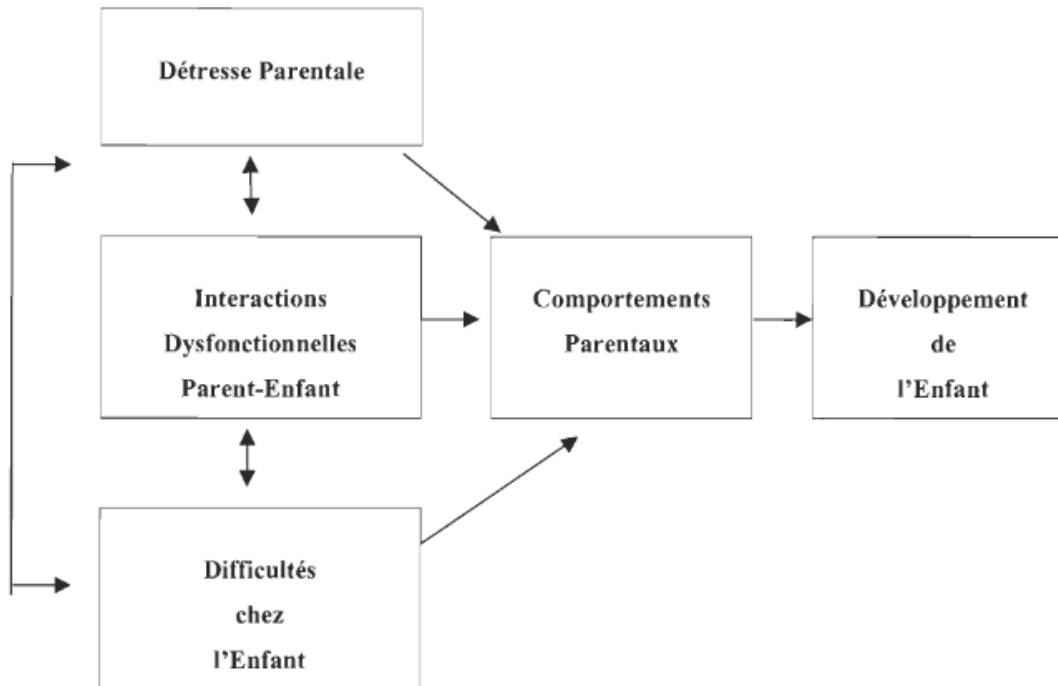 Détresse Parentale
Interactions
Dysfonctionnelles
Parent-Enfant
Comportements
Parentaux
Développement
de
l'Enfant
Difficultés
chez
l'Enfant